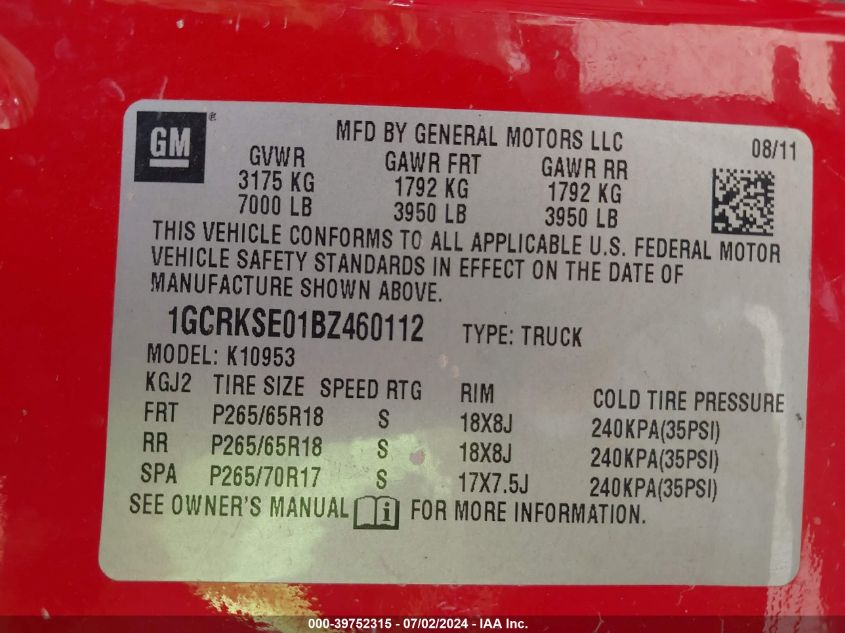 GM
MFD BY GENERAL MOTORS LLC
08/11
GVWR GAWR FRT GAWR RR
3175 KG 1792 KG 1792 KG
7000 LB 3950 LB 3950 LB
THIS VEHICLE CONFORMS TO ALL APPLICABLE U.S. FEDERAL MOTOR
VEHICLE SAFETY STANDARDS IN EFFECT ON THE DATE OF
MANUFACTURE SHOWN ABOVE.
1GCRKSE01BZ460112 TYPE: TRUCK
MODEL: K10953
KGJ2 TIRE SIZE SPEED RTG RIM COLD TIRE PRESSURE
FRT P265/65R18 S 18X8J 240KPA(35PSI)
RR P265/65R18 S 18X8J 240KPA(35PSI)
SPA P265/70R17 S 17X7.5J 240KPA(35PSI)
SEE OWNER'S MANUAL i FOR MORE INFORMATION.
000-39752315 - 07/02/2024 - IAA Inc.